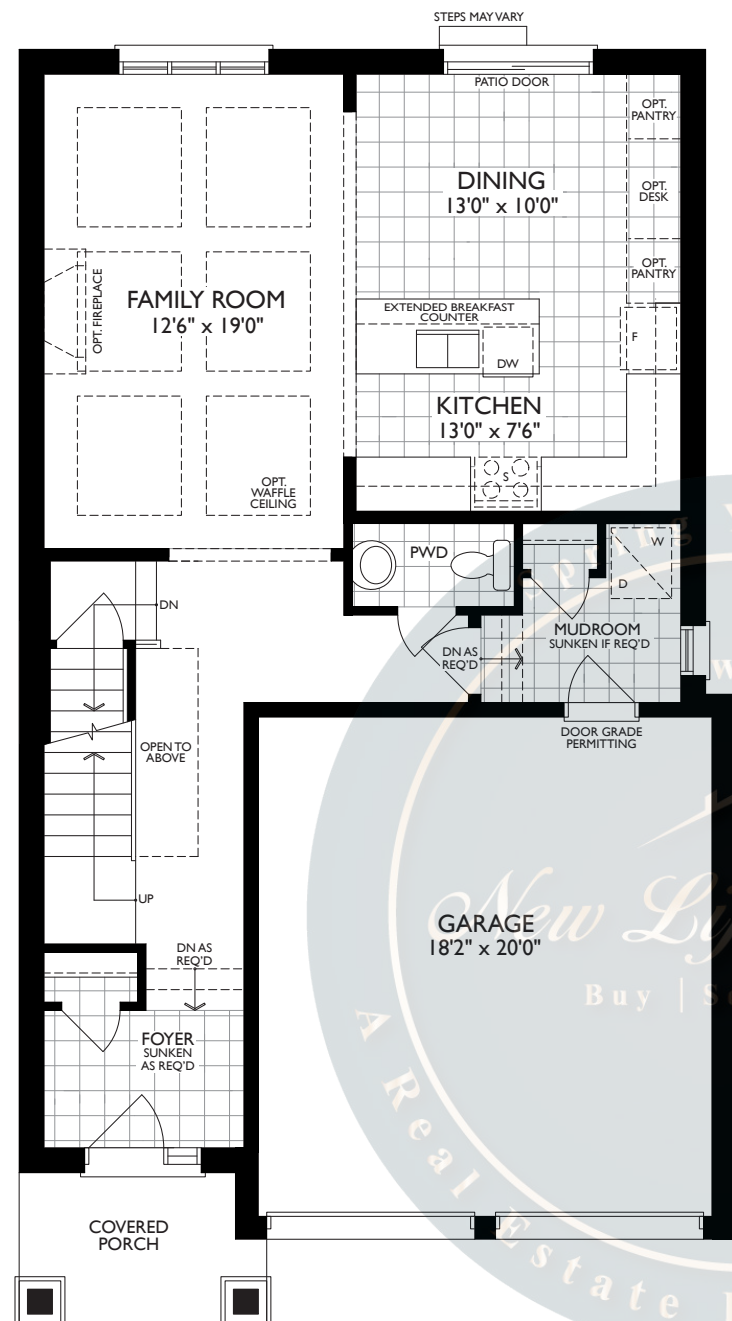 STEPS MAY VARY
PATIO DOOR
OPT.
PANTRY
DINING
13'0" x 10'0"
OPT.
DESK
OPT.
PANTRY
FAMILY ROOM
12'6" x 19'0"
OPT. FIREPLACE
EXTENDED BREAKFAST
COUNTER
DW
F
KITCHEN
13'0" x 7'6"
S
OPT.
WAFFLE
CEILING
PWD
W
D
DN
MUDROOM
SUNKEN IF REQ'D
DN AS
REQ'D
DOOR GRADE
PERMITTING
OPEN TO
ABOVE
UP
GARAGE
18'2" x 20'0"
DN AS
REQ'D
FOYER
SUNKEN
AS REQ'D
COVERED
PORCH
Spring
New
Buy |
A Real Estate